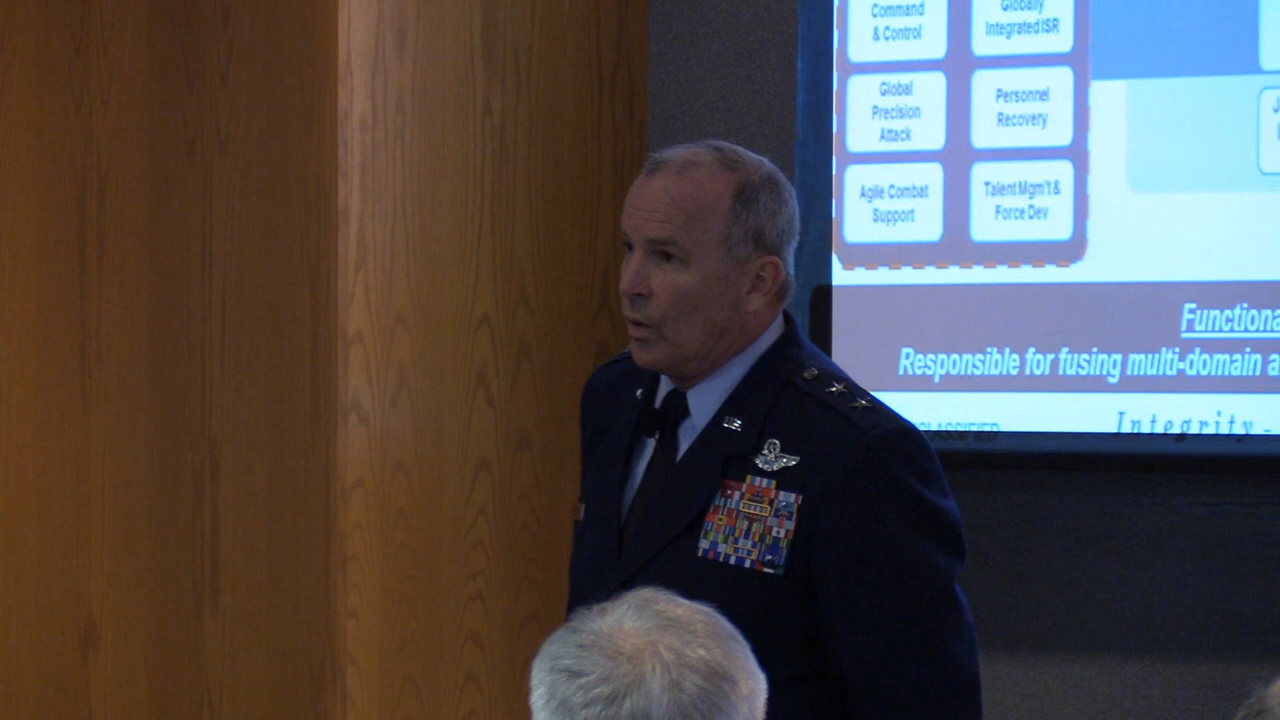 Command
& Control
Globally
Integrated ISR
Global
Precision
Attack
Personnel
Recovery
Agile Combat
Support
Talent Mgm't &
Force Dev
Functiona
Responsible for fusing multi-domain a
CLASSIFIED
Integrity -
U.S.